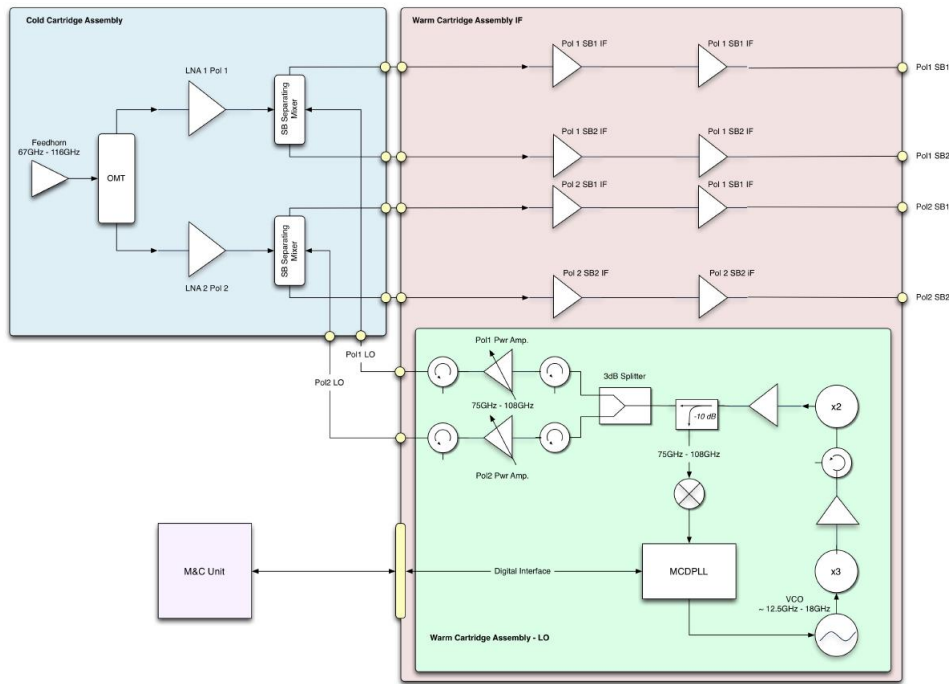 Cold Cartridge Assembly
Warm Cartridge Assembly IF
Pol 1 SB1 IF
Pol 1 SB1 IF
Pol1 SB1
LNA 1 Pol 1
SB Separating
Mixer
Feedhorn
67GHz - 116GHz
OMT
Pol 1 SB2 IF
Pol 1 SB2 IF
Pol1 SB2
Pol 2 SB1 IF
Pol 1 SB1 IF
Pol2 SB1
SB Separating
Mixer
LNA 2 Pol 2
Pol 2 SB2 IF
Pol 2 SB2 iF
Pol2 SB2
Pol1 LO
Pol2 LO
Pol1 Pwr Amp.
3dB Splitter
75GHz - 108GHz
-10 dB
x2
Pol2 Pwr Amp.
75GHz - 108GHz
M&C Unit
Digital Interface
MCDPLL
x3
VCO
~ 12.5GHz - 18GHz
Warm Cartridge Assembly - LO